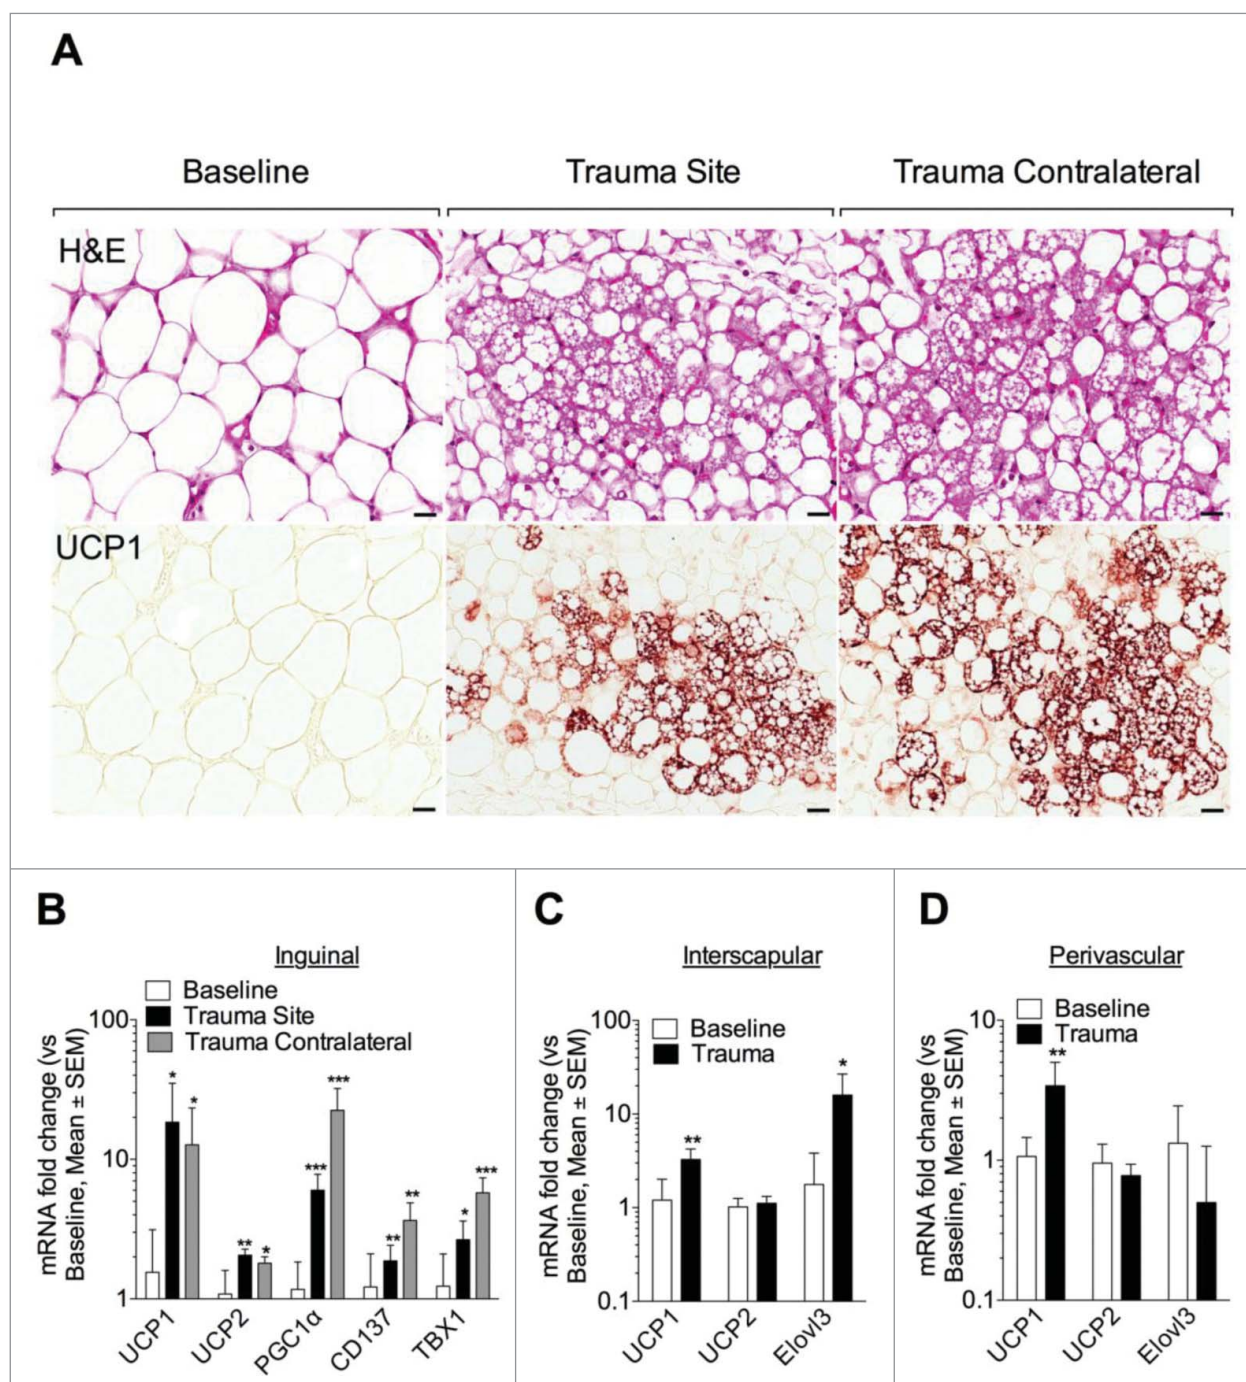 A
Baseline
Trauma Site
Trauma Contralateral
H&E
UCP1
B
Inguinal
Baseline
Trauma Site
Trauma Contralateral
mRNA fold change (vs
Baseline, Mean ± SEM)
100
10
1
*
*
**
*
***
***
**
**
*
***
UCP1
UCP2
PGC1α
CD137
TBX1
C
Interscapular
Baseline
Trauma
mRNA fold change (vs
Baseline, Mean ± SEM)
100
10
1
0.1
**
*
UCP1
UCP2
Elovl3
D
Perivascular
Baseline
Trauma
mRNA fold change (vs
Baseline, Mean ± SEM)
10
1
0.1
**
UCP1
UCP2
Elovl3